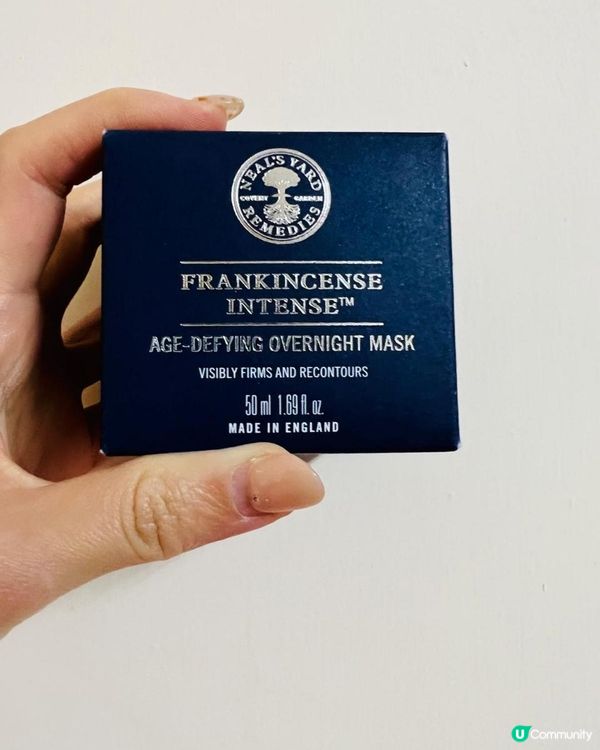 NEAL'S YARD
COVENT GARDEN
REMEDIES
FRANKINCENSE
INTENSE™
AGE-DEFYING OVERNIGHT MASK
VISIBLY FIRMS AND RECONTOURS
50 ml 1.69 fl. oz.
MADE IN ENGLAND
U Community